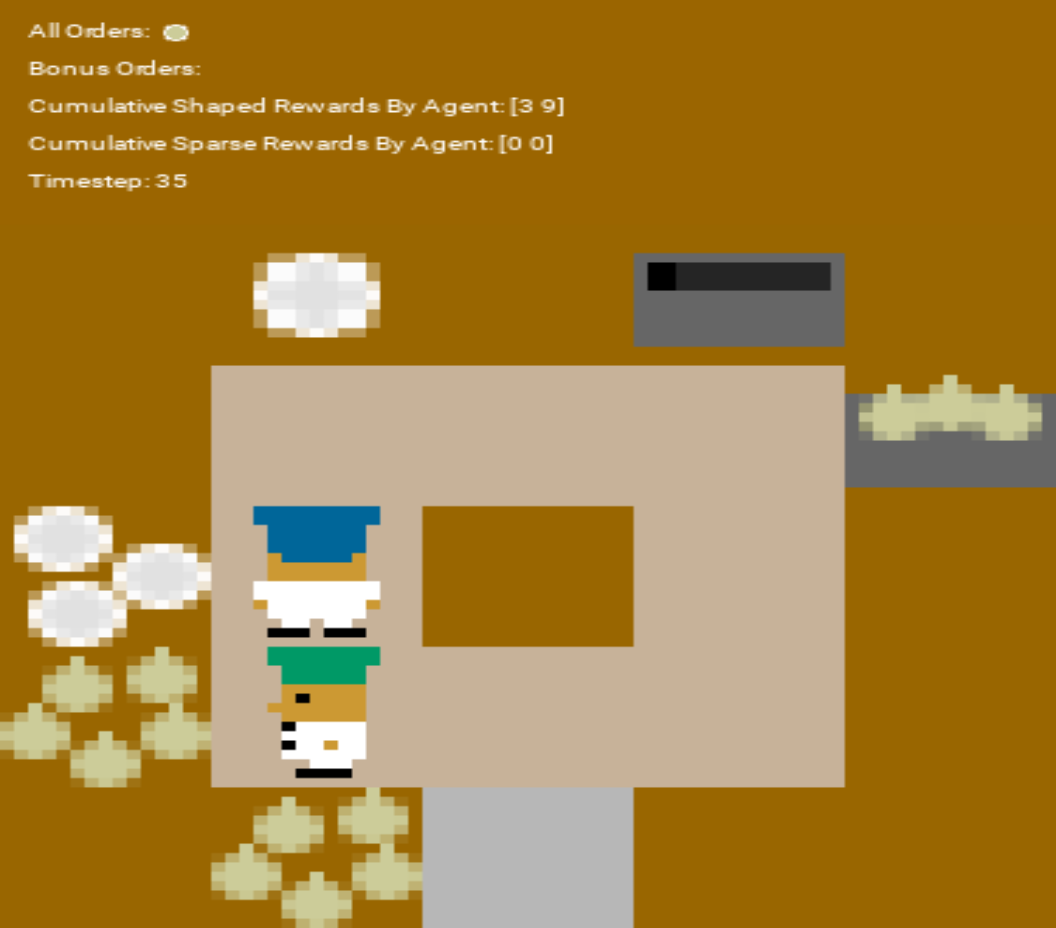 All Orders:
Bonus Orders:
Cumulative Shaped Rewards By Agent: [3 9]
Cumulative Sparse Rewards By Agent: [0 0]
Timestep: 35